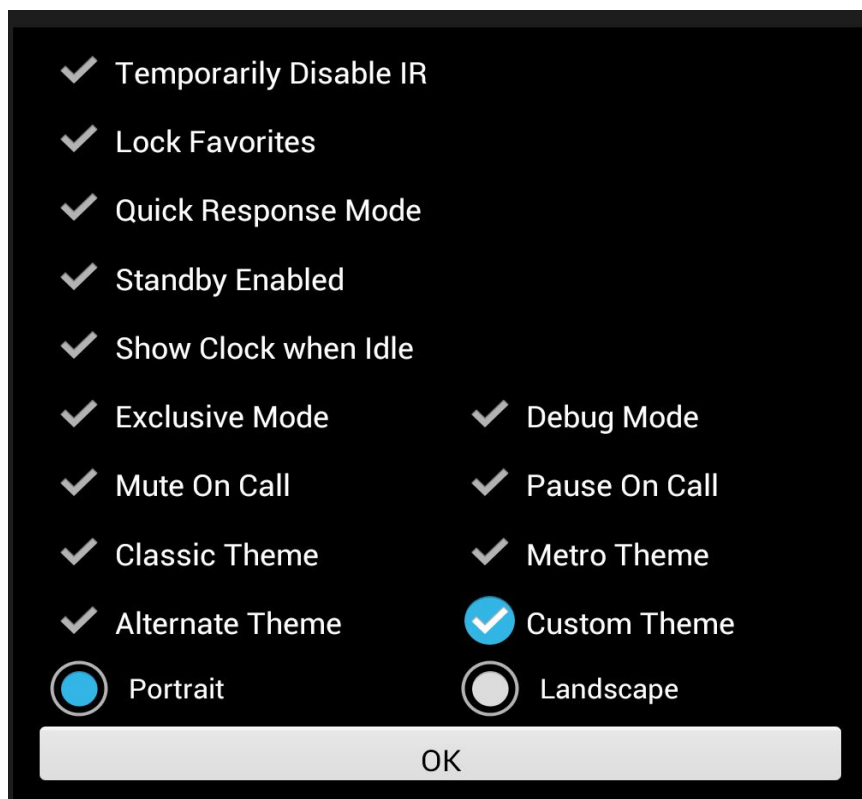 Temporarily Disable IR
Lock Favorites
Quick Response Mode
Standby Enabled
Show Clock when Idle
Exclusive Mode Debug Mode
Mute On Call Pause On Call
Classic Theme Metro Theme
Alternate Theme Custom Theme
Portrait Landscape
OK